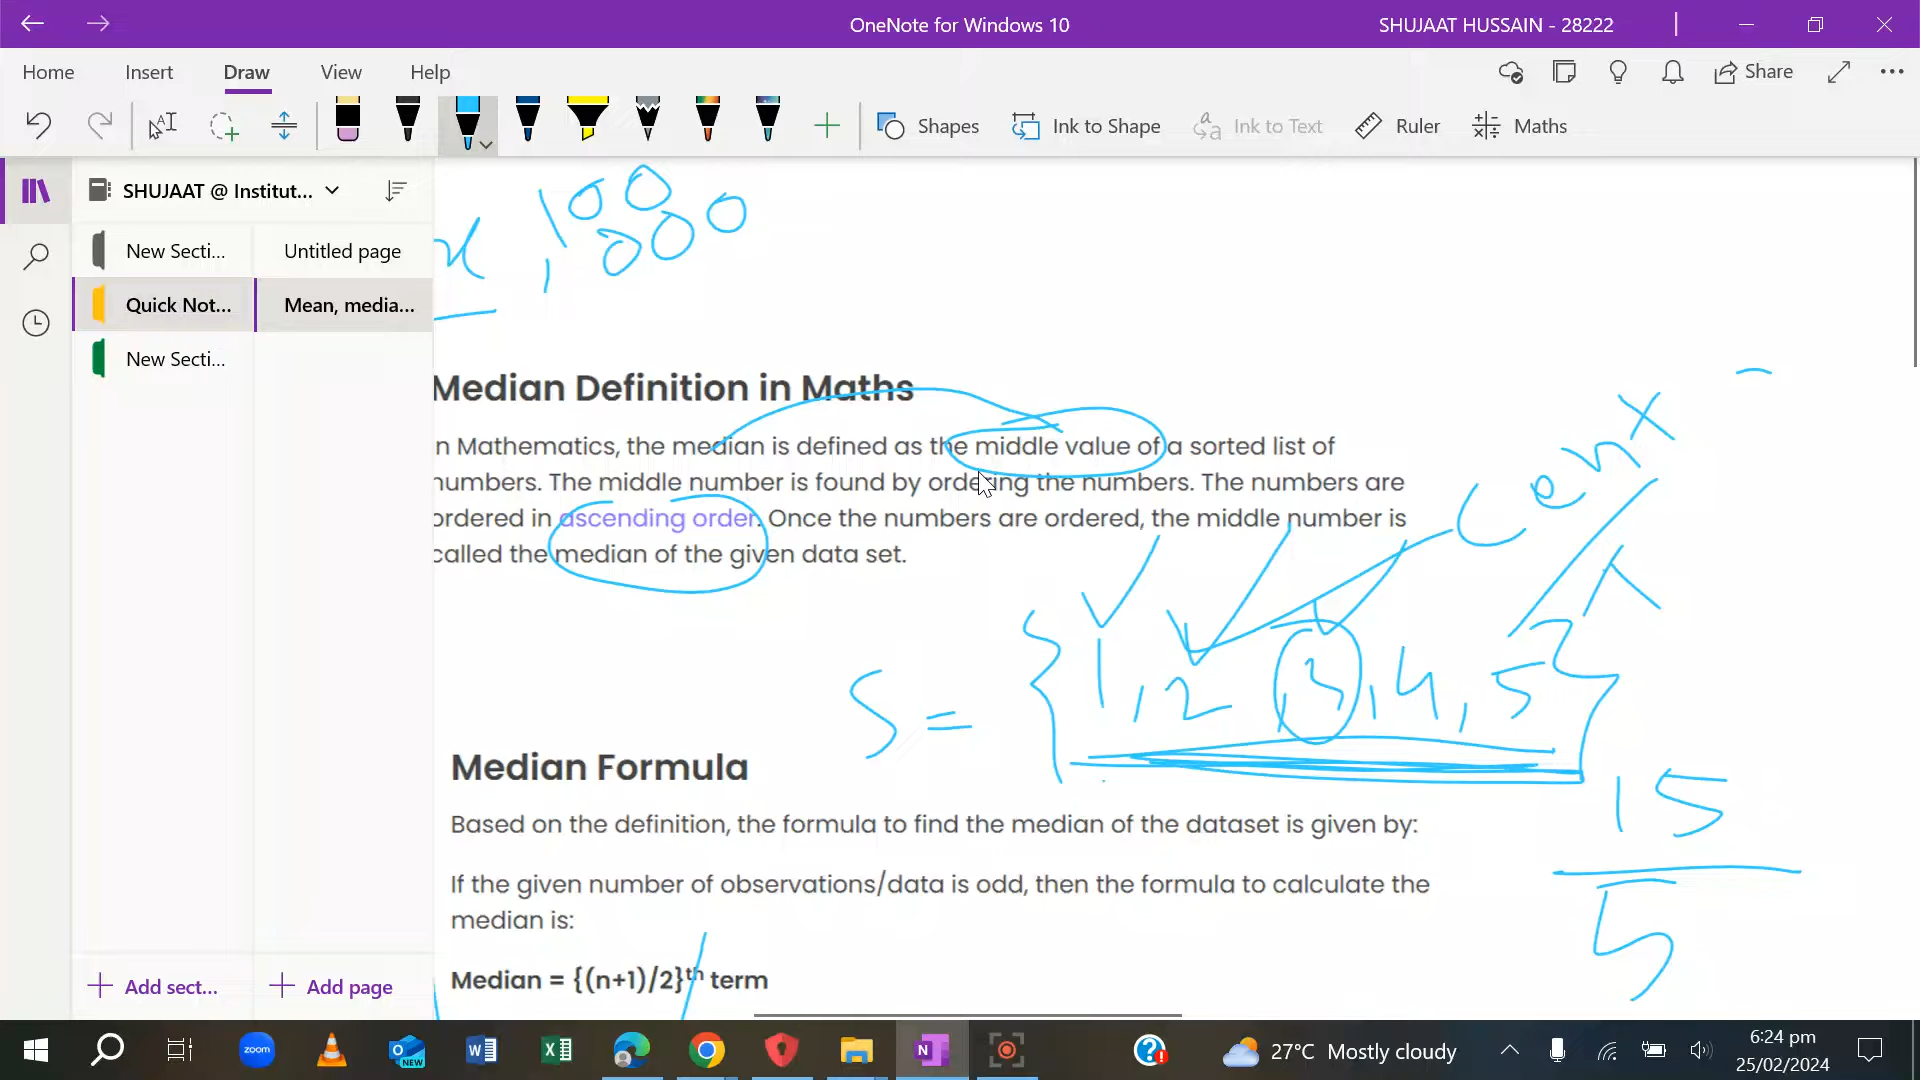 OneNote for Windows 10
SHUJAAT HUSSAIN - 28222
Home Insert Draw View Help
Share
Shapes Ink to Shape Ink to Text Ruler Maths
SHUJAAT @ Institut...
New Secti... Untitled page
Quick Not... Mean, media...
New Secti...
x , 100
, 000
Median Definition in Maths
n Mathematics, the median is defined as the middle value of a sorted list of
numbers. The middle number is found by ordering the numbers. The numbers are
ordered in ascending order. Once the numbers are ordered, the middle number is
called the median of the given data set.
S = {1, 2, 3, 4, 5}
15
5
Median Formula
Based on the definition, the formula to find the median of the dataset is given by:
If the given number of observations/data is odd, then the formula to calculate the
median is:
Median = {(n+1)/2}th term
Add sect... Add page
zoom
NEW
27°C Mostly cloudy
6:24 pm
25/02/2024